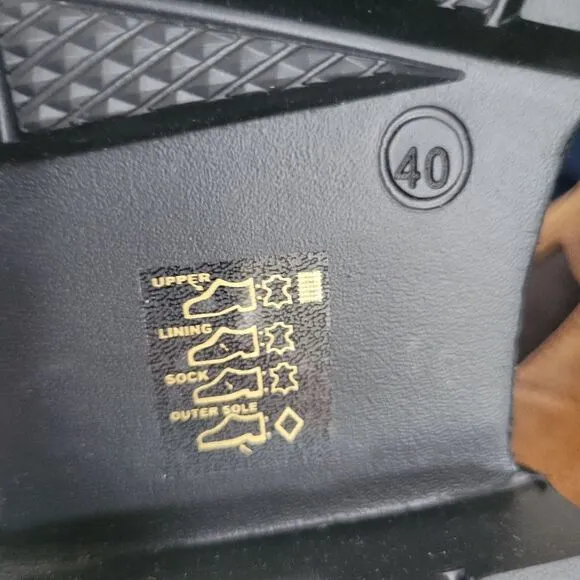 40
UPPER
LINING
SOCK
OUTER SOLE